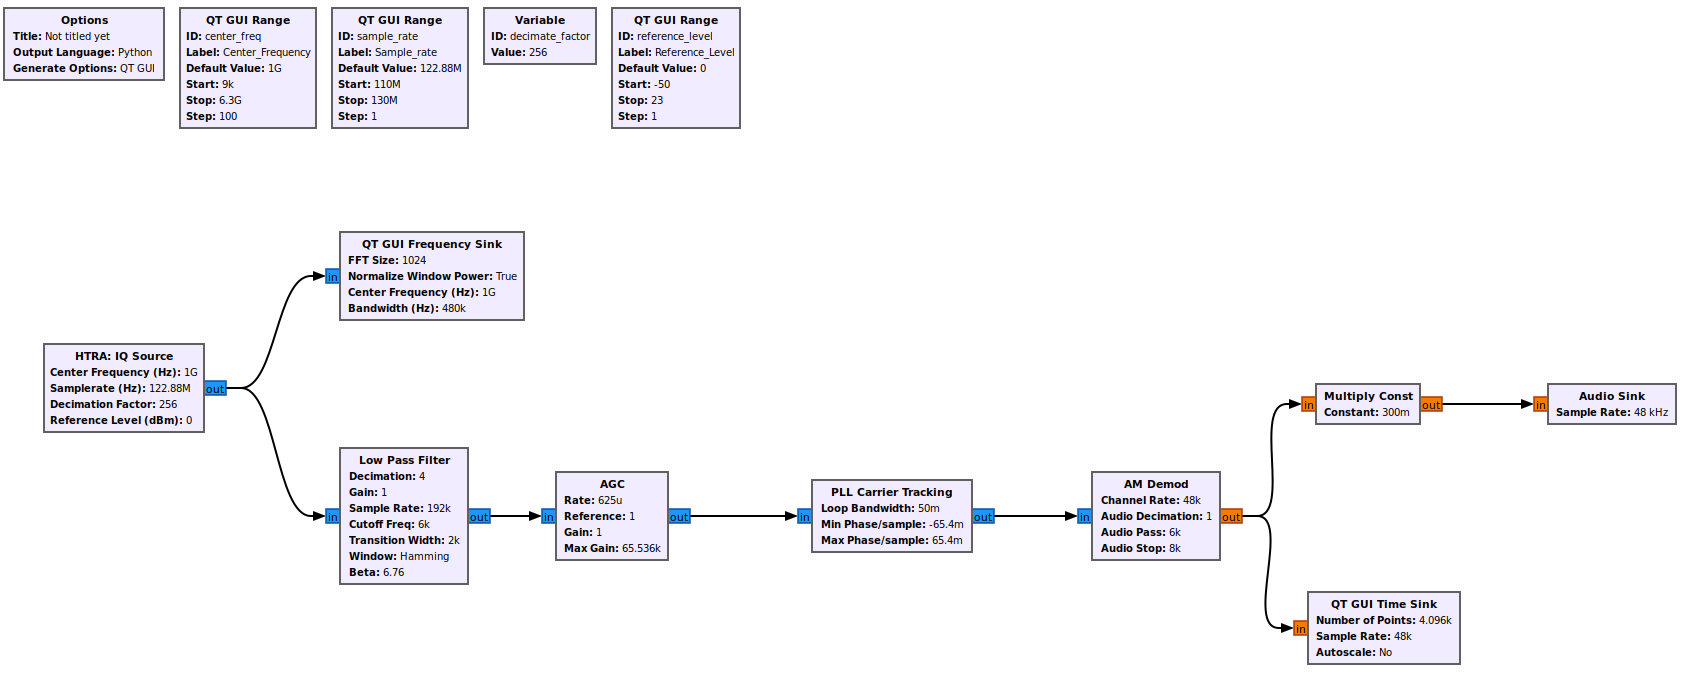 Options
Title: Not titled yet
Output Language: Python
Generate Options: QT GUI
QT GUI Range
ID: center_freq
Label: Center_Frequency
Default Value: 1G
Start: 9k
Stop: 6.3G
Step: 100
QT GUI Range
ID: sample_rate
Label: Sample_rate
Default Value: 122.88M
Start: 110M
Stop: 130M
Step: 1
Variable
ID: decimate_factor
Value: 256
QT GUI Range
ID: reference_level
Label: Reference_Level
Default Value: 0
Start: -50
Stop: 23
Step: 1
HTRA: IQ Source
Center Frequency (Hz): 1G
Samplerate (Hz): 122.88M
Decimation Factor: 256
Reference Level (dBm): 0
out
in
QT GUI Frequency Sink
FFT Size: 1024
Normalize Window Power: True
Center Frequency (Hz): 1G
Bandwidth (Hz): 480k
in
Low Pass Filter
Decimation: 4
Gain: 1
Sample Rate: 192k
Cutoff Freq: 6k
Transition Width: 2k
Window: Hamming
Beta: 6.76
out
in
AGC
Rate: 625u
Reference: 1
Gain: 1
Max Gain: 65.536k
out
in
PLL Carrier Tracking
Loop Bandwidth: 50m
Min Phase/sample: -65.4m
Max Phase/sample: 65.4m
out
in
AM Demod
Channel Rate: 48k
Audio Decimation: 1
Audio Pass: 6k
Audio Stop: 8k
out
in
Multiply Const
Constant: 300m
out
in
Audio Sink
Sample Rate: 48 kHz
in
QT GUI Time Sink
Number of Points: 4.096k
Sample Rate: 48k
Autoscale: No